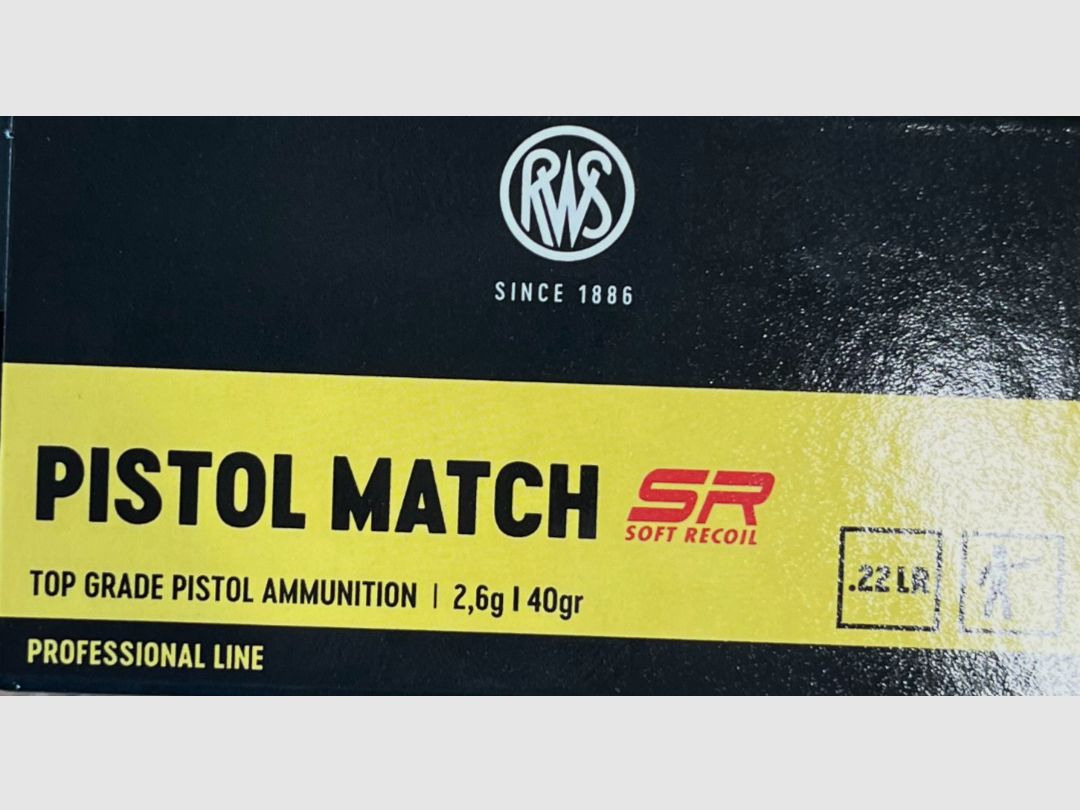 RWS
SINCE 1886
PISTOL MATCH SR
SOFT RECOIL
TOP GRADE PISTOL AMMUNITION | 2,6g | 40gr
.22 LR
PROFESSIONAL LINE